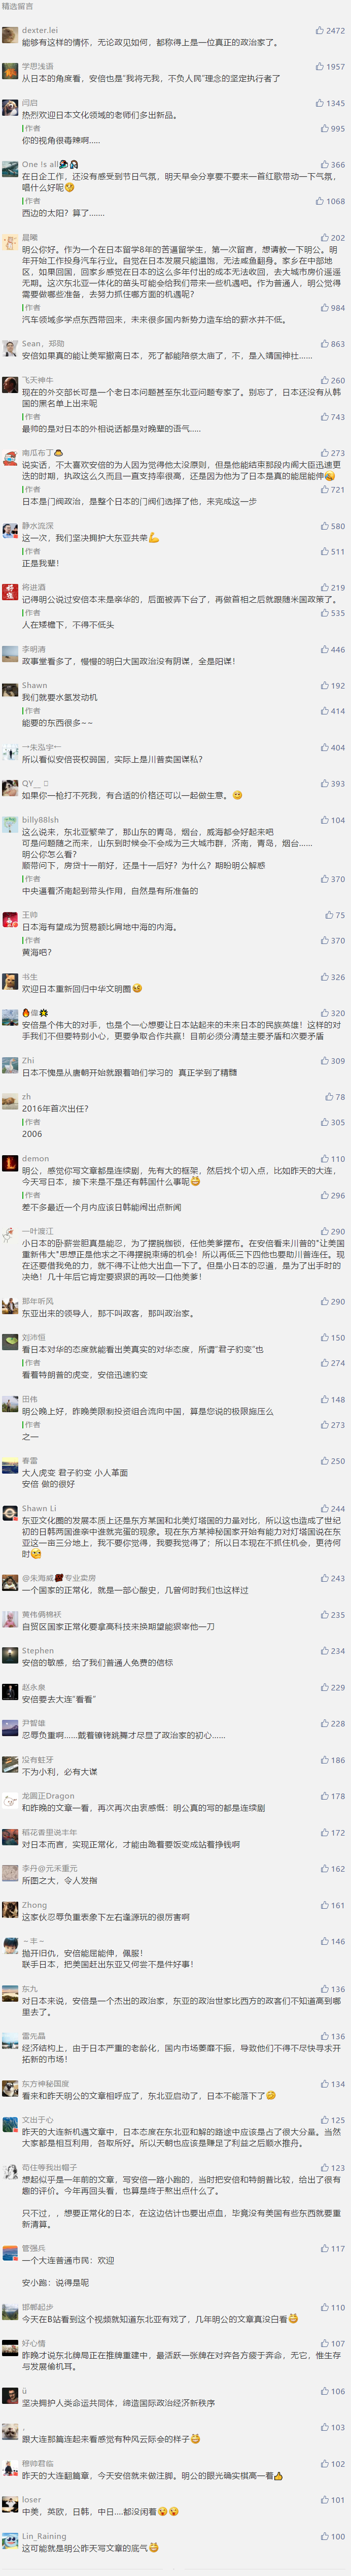 精选留言
dexter.lei 2472
能够有这样的情怀，无论政见如何，都称得上是一位真正的政治家了。
学思浅语 1957
从日本的角度看，安倍也是“我将无我，不负人民”理念的坚定执行者了
闫启 1345
热烈欢迎日本文化领域的老师们多出新品。
作者 995
你的视角很毒辣啊.....
One is all 366
在日企工作，还没有感受到节日气氛，明天早会分享要不要来一首红歌带动一下气氛，
唱什么好呢
作者 1068
西边的太阳？算了.......
晨曦 202
明公你好。作为一个在日本留学8年的苦逼留学生，第一次留言，想请教一下明公。明
年开始工作投身汽车行业。自觉在日本发展只能温饱，无法咸鱼翻身。家乡在中部地
区，如果回国，回家乡感觉在日本的这么多年付出的成本无法收回，去大城市房价遥遥
无期。这次东北亚一体化的苗头可能会给我们带来一些机遇吧。作为普通人，明公觉得
需要做哪些准备，去努力抓住哪方面的机遇呢？
作者 984
汽车领域多学点东西带回来，未来很多国内新势力造车给的薪水并不低。
Sean，郑勋 863
安倍如果真的能让美军撤离日本，死了都能陪祭太庙了，不，是入靖国神社......
飞天神牛 260
现在的外交部长可是一个老日本问题甚至东北亚问题专家了。别忘了，日本还没有从韩
国的黑名单上出来呢
作者 743
最帅的是对日本的外相说话都是对晚辈的语气.....
南瓜布丁 273
说实话，不太喜欢安倍的为人因为觉得他太没原则，但是他能结束那段内阁大臣迅速更
迭的时期，执政这么久而且一直支持率很高，还是因为他为了日本是真的能屈能伸
作者 721
日本是门阀政治，是整个日本的门阀们选择了他，来完成这一步
静水流深 580
这一次，我们坚决拥护大东亚共荣
作者 511
正是我辈！
将进酒 219
记得明公说过安倍本来是亲华的，后面被弄下台了，再做首相之后就跟随米国政策了。
作者 535
人在矮檐下，不得不低头
李明涌 446
政事堂看多了，慢慢的明白大国政治没有阴谋，全是阳谋！
Shawn 192
我们就要水氢发动机
作者 414
能要的东西很多~~
→朱泓宇← 404
所以看似安倍丧权弱国，实际上是川普卖国谋私？
QY__ 393
如果你一枪打不死我，有合适的价格还可以一起做生意。
billy88lsh 104
这么说来，东北亚繁荣了，那山东的青岛，烟台，威海都会好起来吧
可是问题随之而来，山东到时候会不会成为三大城市群，济南，青岛，烟台......
明公你怎么看？
顺带问下，房贷十一前好，还是十一后好？为什么？期盼明公解惑
作者 370
中央逼着济南起到带头作用，自然是有所准备的
王帅 75
日本海有望成为贸易额比肩地中海的内海。
作者 370
黄海吧？
书生 326
欢迎日本重新回归中华文明圈
偉 320
安倍是个伟大的对手，也是个一心想要让日本站起来的未来日本的民族英雄！这样的对
手我们不但要特别小心，更要争取合作共赢！目前必须分清楚主要矛盾和次要矛盾
Zhi 309
日本不愧是从唐朝开始就跟着咱们学习的 真正学到了精髓
zh 78
2016年首次出任？
作者 305
2006
demon 110
明公，感觉你写文章都是连续剧，先有大的框架，然后找个切入点，比如昨天的大连，
今天写日本，接下来是不是还有韩国什么事呢
作者 296
差不多最近一个月内应该日韩能闹出点新闻
一叶渡江 290
小日本的卧薪尝胆真是能忍，为了摆脱枷锁，任他美爹摆布。在安倍看来川普的“让美国
重新伟大”思想正是他求之不得摆脱束缚的机会！所以再低三下四他也要助川普连任。现
在还要借我免的力，就不得不让他大出血一下了。但是小日本的忍道，是为了出手时的
决绝！几十年后它肯定要狠狠的再咬一口他美爹！
那年听风 290
东亚出来的领导人，那不叫政客，那叫政治家。
刘沛恒 150
看日本对华的态度就能看出美真实的对华态度，所谓“君子豹变”也
作者 274
看着特朗普的虎变，安倍迅速豹变
田伟 148
明公晚上好，昨晚美限制投资组合流向中国，算是您说的极限施压么
作者 273
之一
春雷 250
大人虎变 君子豹变 小人革面
安倍 做的很好
Shawn Li 244
东亚文化圈的发展本质上还是东方某国和北美灯塔国的力量对比，所以这也造成了世纪
初的日韩两国谁亲中谁就完蛋的现象。现在东方某神秘国家开始有能力对灯塔国说在东
亚这一亩三分地上，我不要你觉得，我要我觉得了；所以日本现在不抓住机会，更待何
时
@朱海威 专业卖房 243
一个国家的正常化，就是一部心酸史，几曾何时我们也这样过
黄伟倜棉袄 235
自贸区国家正常化要拿高科技来换期望能狠宰他一刀
Stephen 234
安倍的敏感，给了我们普通人免费的信标
赵永泉 229
安倍要去大连“看看”
尹智雄 228
忍辱负重啊......戴着镣铐跳舞才尽显了政治家的初心......
没有蛀牙 186
不为小利，必有大谋
龙圆正Dragon 178
和昨晚的文章一看，再次再次由衷感慨：明公真的写的都是连续剧
稻花香里说丰年 172
对日本而言，实现正常化，才能由跪着要饭变成站着挣钱啊
李丹@元禾重元 162
所图之大，令人发指
Zhong 161
这家伙忍辱负重表象下左右逢源玩的很厉害啊
－丰－ 146
抛开旧仇，安倍能屈能伸，佩服！
联手日本，把美国赶出东亚又何尝不是件好事！
东九 136
对日本来说，安倍是一个杰出的政治家，东亚的政治世家比西方的政客们不知道高到哪
里去了。
雷先晶 136
经济结构上，由于日本严重的老龄化，国内市场萎靡不振，导致他们不得不尽快寻求开
拓新的市场！
东方神秘国度 134
看来和昨天明公的文章相呼应了，东北亚启动了，日本不能落下了
文出于心 125
昨天的大连新机遇文章中，日本态度在东北亚和解的路途中应该是占了很大分量。当然
大家都是相互利用，各取所好。所以天朝也应该是赚足了利益之后顺水推舟。
司住等我出帽子 123
想起似乎是一年前的文章，写安倍一路小跑的，当时把安倍和特朗普比较，给出了很有
趣的评价。今年再回头看，也算是终于熬出点什么了。
只不过，，想要正常化的日本，在这边估计也要出点血，毕竟没有美国有些东西就要重
新清算。
管强兵 117
一个大连普通市民：欢迎
安小跑：说得是呢
邯郸起步 110
今天在B站看到这个视频就知道东北亚有戏了，几年明公的文章真没白看
好心情 107
昨晚才说东北牌局正在推牌重建中，最活跃一张牌在对弈各方疲于奔命，无它，惟生存
与发展偷机耳。
ü 106
坚决拥护人类命运共同体，缔造国际政治经济新秩序
. 103
跟大连那篇连起来看感觉有种风云际会的样子
穆帅君临 102
昨天的大连翻篇章，今天安倍就来做注脚。明公的眼光确实棋高一着
loser 101
中美，英欧，日韩，中日....都没闲着
Lin_Raining 100
这可能就是明公昨天写文章的底气